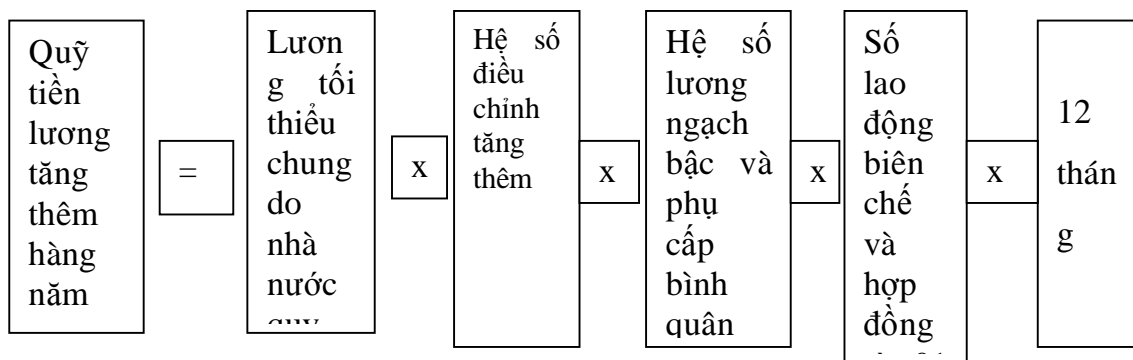 Quỹ
tiền
lương
tăng
thêm
hàng
năm
=
Lươn
g tối
thiểu
chung
do
nhà
nước
x
Hệ số
điều
chỉnh
tăng
thêm
x
Hệ số
lương
ngạch
bậc và
phụ
cấp
bình
quân
x
Số
lao
động
biên
chế
và
hợp
đồng
x
12
thán
g